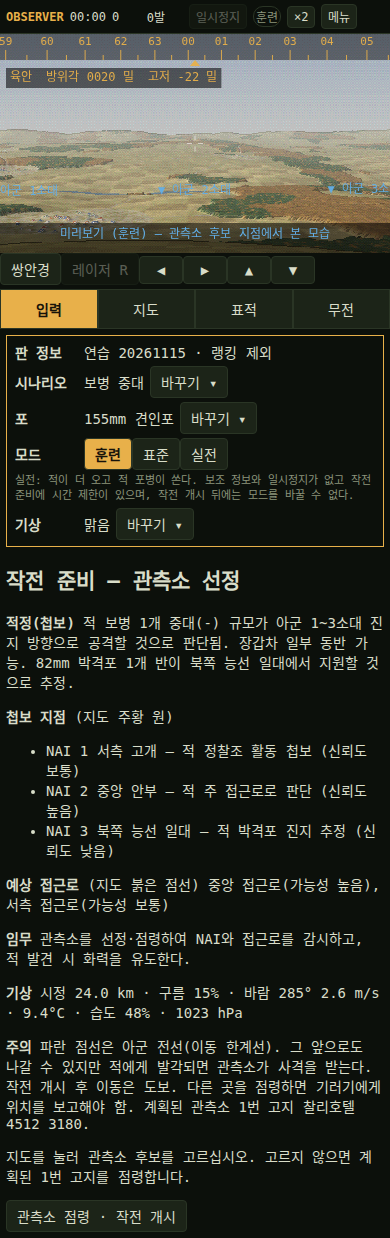 OBSERVER 00:00 0 0발 일시정지 훈련 ×2 메뉴
59 60 61 62 63 00 01 02 03 04 05
육안 방위각 0020 밀 고저 -22 밀
미리보기 (훈련) — 관측소 후보 지점에서 본 모습
쌍안경 레이저 R ◀ ▶ ▲ ▼
입력 지도 표적 무전
판 정보 연습 20261115 · 랭킹 제외
시나리오 보병 중대 바꾸기 ▾
포 155mm 견인포 바꾸기 ▾
모드 훈련 표준 실전
실전: 적이 더 오고 적 포병이 쏜다. 보조 정보와 일시정지가 없고 작전
준비에 시간 제한이 있으며, 작전 개시 뒤에는 모드를 바꿀 수 없다.
기상 맑음 바꾸기 ▾
작전 준비 — 관측소 선정
적정(첩보) 적 보병 1개 중대(-) 규모가 아군 1~3소대 진
지 방향으로 공격할 것으로 판단됨. 장갑차 일부 동반 가
능. 82mm 박격포 1개 반이 북쪽 능선 일대에서 지원할 것
으로 추정.
첩보 지점 (지도 주황 원)
• NAI 1 서측 고개 — 적 정찰조 활동 첩보 (신뢰도
보통)
• NAI 2 중앙 안부 — 적 주 접근로로 판단 (신뢰도
높음)
• NAI 3 북쪽 능선 일대 — 적 박격포 진지 추정 (신
뢰도 낮음)
예상 접근로 (지도 붉은 점선) 중앙 접근로(가능성 높음),
서측 접근로(가능성 보통)
임무 관측소를 선정·점령하여 NAI와 접근로를 감시하고,
적 발견 시 화력을 유도한다.
기상 시정 24.0 km · 구름 15% · 바람 285° 2.6 m/s
· 9.4°C · 습도 48% · 1023 hPa
주의 파란 점선은 아군 전선(이동 한계선). 그 앞으로도
나갈 수 있지만 적에게 발각되면 관측소가 사격을 받는다.
작전 개시 후 이동은 도보. 다른 곳을 점령하면 기러기에게
위치를 보고해야 함. 계획된 관측소 1번 고지 찰리호텔
4512 3180.
지도를 눌러 관측소 후보를 고르십시오. 고르지 않으면 계
획된 1번 고지를 점령합니다.
관측소 점령 · 작전 개시